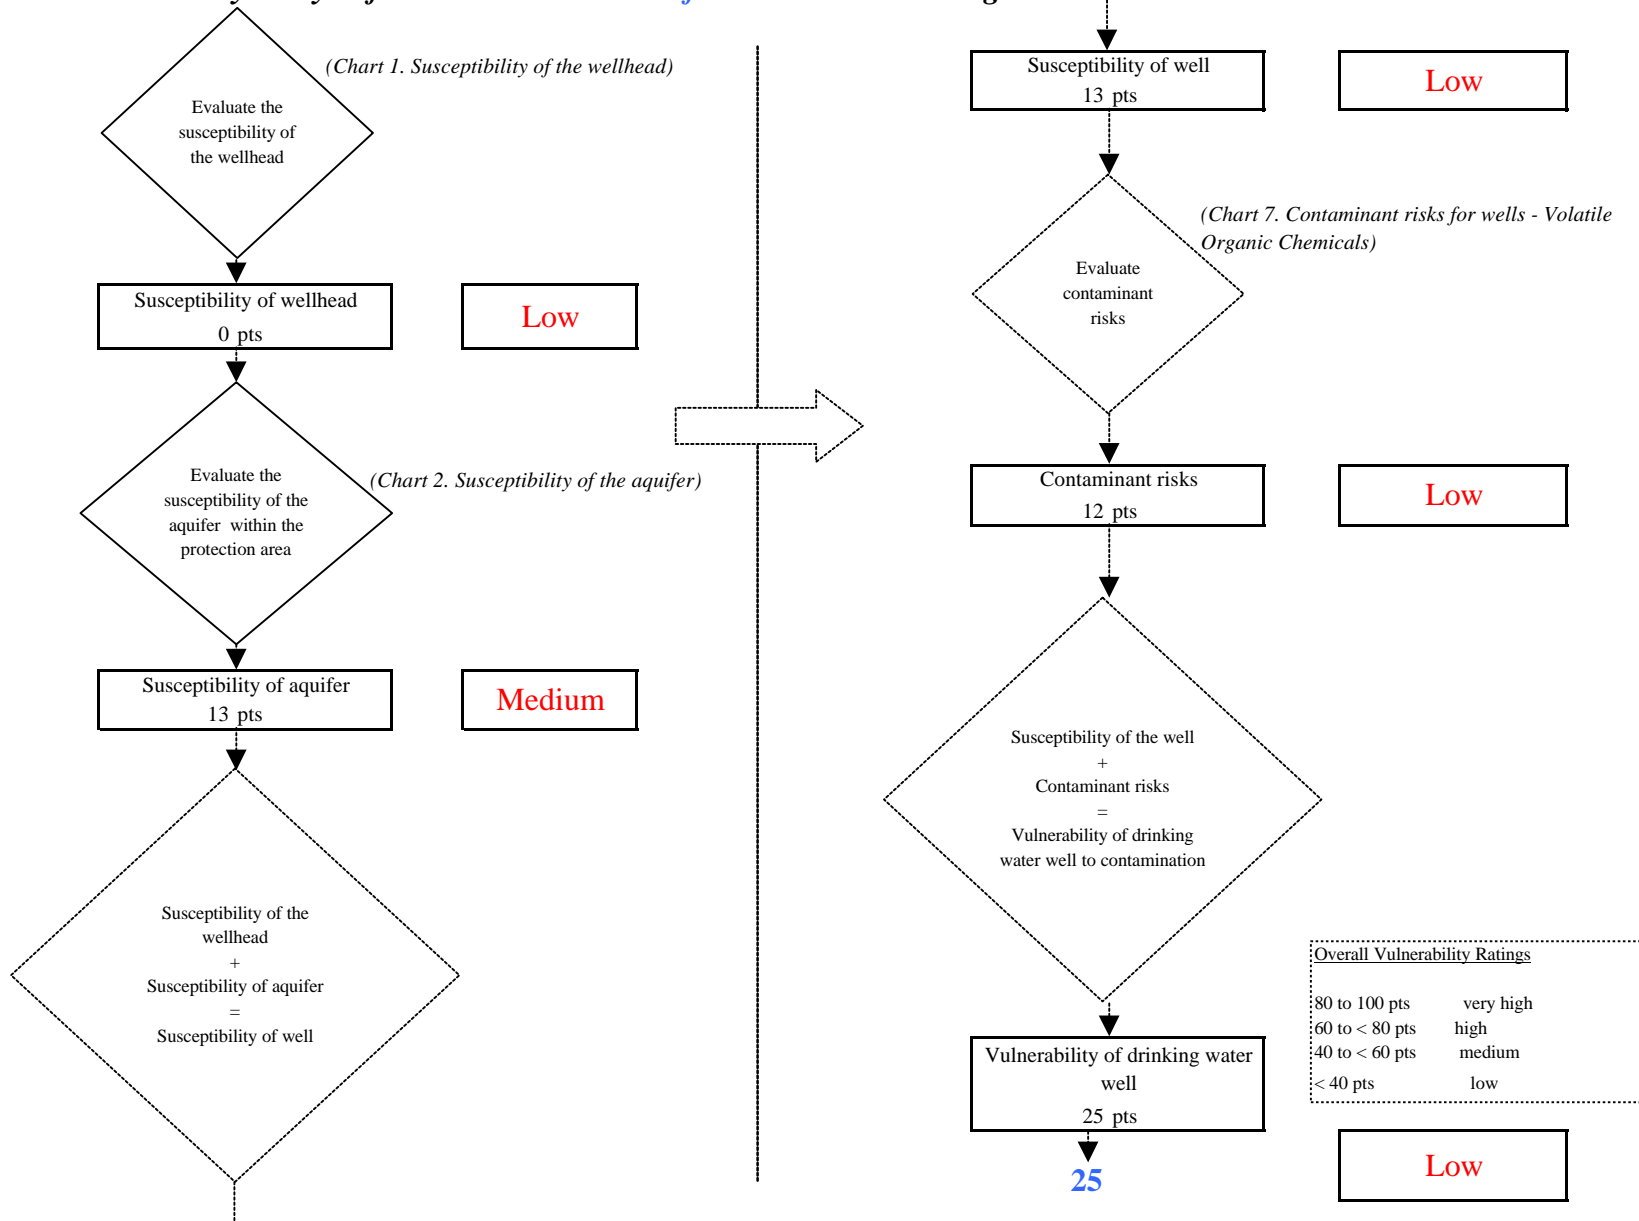 (Chart 1. Susceptibility of the wellhead)
Evaluate the
susceptibility of
the wellhead
Susceptibility of wellhead
0 pts
Low
Evaluate the
susceptibility of the
aquifer within the
protection area
(Chart 2. Susceptibility of the aquifer)
Susceptibility of aquifer
13 pts
Medium
Susceptibility of the
wellhead
+
Susceptibility of aquifer
=
Susceptibility of well
Susceptibility of well
13 pts
Low
(Chart 7. Contaminant risks for wells - Volatile
Organic Chemicals)
Evaluate
contaminant
risks
Contaminant risks
12 pts
Low
Susceptibility of the well
+
Contaminant risks
=
Vulnerability of drinking
water well to contamination
Overall Vulnerability Ratings
80 to 100 pts very high
60 to < 80 pts high
40 to < 60 pts medium
< 40 pts low
Vulnerability of drinking water
well
25 pts
25
Low